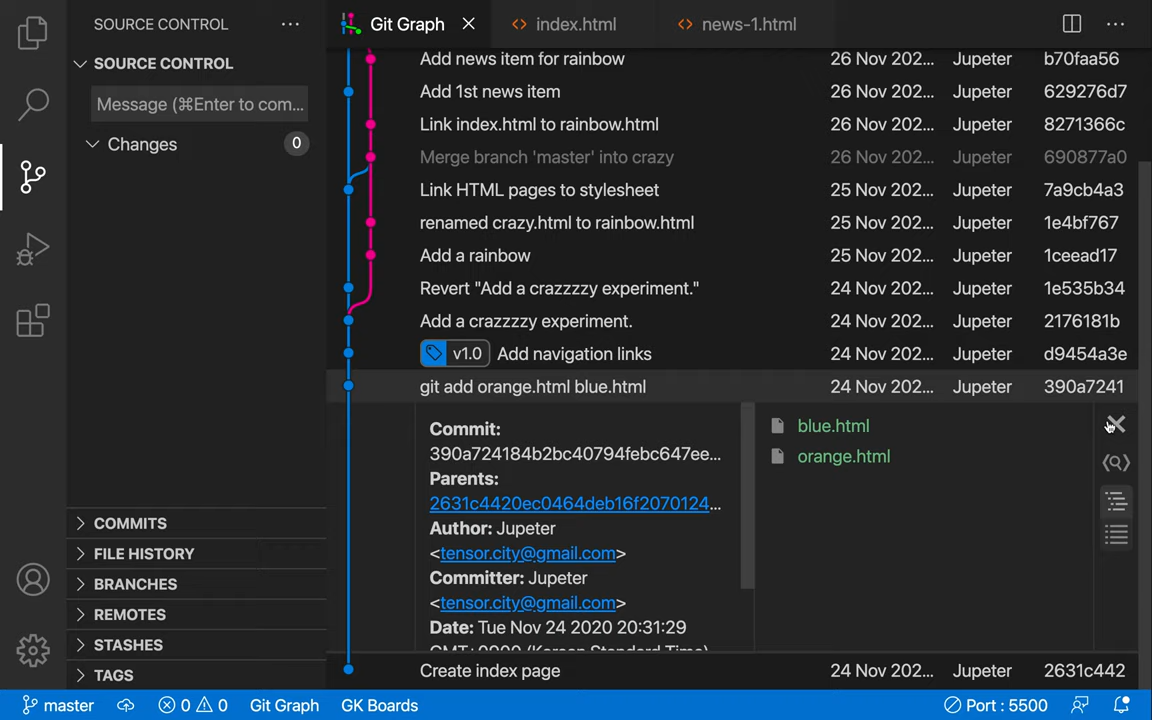 SOURCE CONTROL
Git Graph
index.html
news-1.html
SOURCE CONTROL
Message (⌘Enter to com...
Changes
0
COMMITS
FILE HISTORY
BRANCHES
REMOTES
STASHES
TAGS
Add news item for rainbow 26 Nov 202... Jupeter b70faa56
Add 1st news item 26 Nov 202... Jupeter 629276d7
Link index.html to rainbow.html 26 Nov 202... Jupeter 8271366c
Merge branch 'master' into crazy 26 Nov 202... Jupeter 690877a0
Link HTML pages to stylesheet 25 Nov 202... Jupeter 7a9cb4a3
renamed crazy.html to rainbow.html 25 Nov 202... Jupeter 1e4bf767
Add a rainbow 25 Nov 202... Jupeter 1ceead17
Revert "Add a crazzzzy experiment." 24 Nov 202... Jupeter 1e535b34
Add a crazzzzy experiment. 24 Nov 202... Jupeter 2176181b
v1.0 Add navigation links 24 Nov 202... Jupeter d9454a3e
git add orange.html blue.html 24 Nov 202... Jupeter 390a7241
Commit:
390a724184b2bc40794febc647ee...
Parents:
2631c4420ec0464deb16f2070124...
Author: Jupeter
<tensor.city@gmail.com>
Committer: Jupeter
<tensor.city@gmail.com>
Date: Tue Nov 24 2020 20:31:29
GMT+0900 (Korean Standard Time)
blue.html
orange.html
Create index page 24 Nov 202... Jupeter 2631c442
master 0 0 Git Graph GK Boards Port : 5500